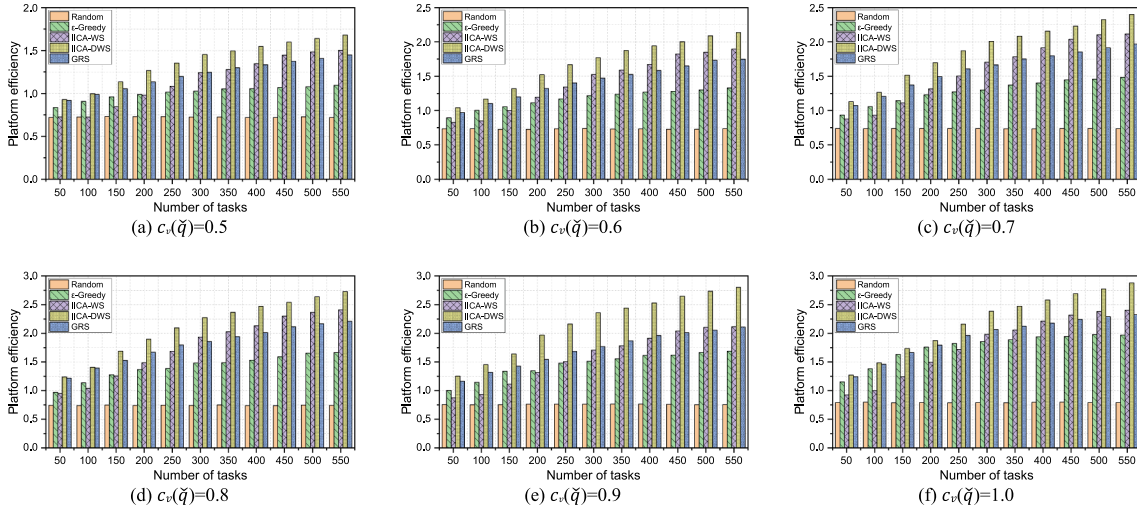 Platform efficiency
2.0
1.5
1.0
0.5
0.0
Random
ε-Greedy
IICA-WS
IICA-DWS
GRS
50 100 150 200 250 300 350 400 450 500 550
Number of tasks
(a) cᵥ(q̌)=0.5
Platform efficiency
2.5
2.0
1.5
1.0
0.5
0.0
Random
ε-Greedy
IICA-WS
IICA-DWS
GRS
50 100 150 200 250 300 350 400 450 500 550
Number of tasks
(b) cᵥ(q̌)=0.6
Platform efficiency
2.5
2.0
1.5
1.0
0.5
0.0
Random
ε-Greedy
IICA-WS
IICA-DWS
GRS
50 100 150 200 250 300 350 400 450 500 550
Number of tasks
(c) cᵥ(q̌)=0.7
Platform efficiency
3.0
2.5
2.0
1.5
1.0
0.5
0.0
Random
ε-Greedy
IICA-WS
IICA-DWS
GRS
50 100 150 200 250 300 350 400 450 500 550
Number of tasks
(d) cᵥ(q̌)=0.8
Platform efficiency
3.0
2.5
2.0
1.5
1.0
0.5
0.0
Random
ε-Greedy
IICA-WS
IICA-DWS
GRS
50 100 150 200 250 300 350 400 450 500 550
Number of tasks
(e) cᵥ(q̌)=0.9
Platform efficiency
3.0
2.5
2.0
1.5
1.0
0.5
0.0
Random
ε-Greedy
IICA-WS
IICA-DWS
GRS
50 100 150 200 250 300 350 400 450 500 550
Number of tasks
(f) cᵥ(q̌)=1.0